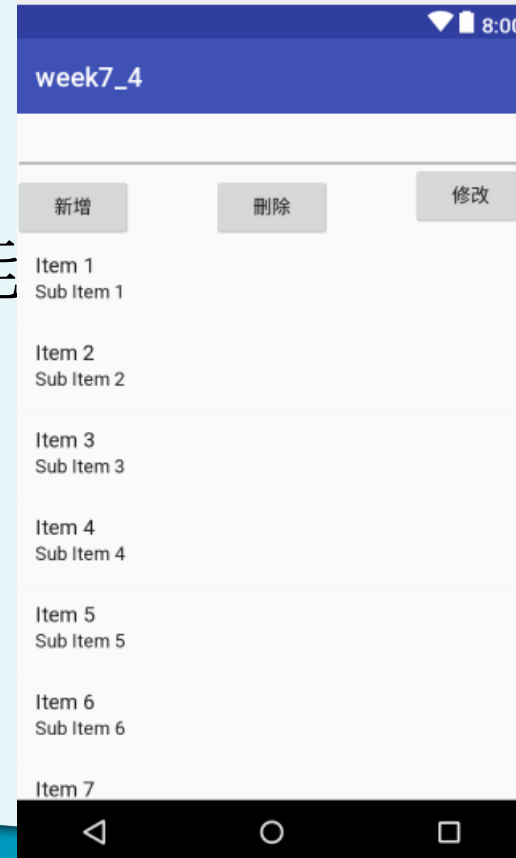 8:00
week7_4
新增 刪除 修改
Item 1
Sub Item 1
Item 2
Sub Item 2
Item 3
Sub Item 3
Item 4
Sub Item 4
Item 5
Sub Item 5
Item 6
Sub Item 6
Item 7